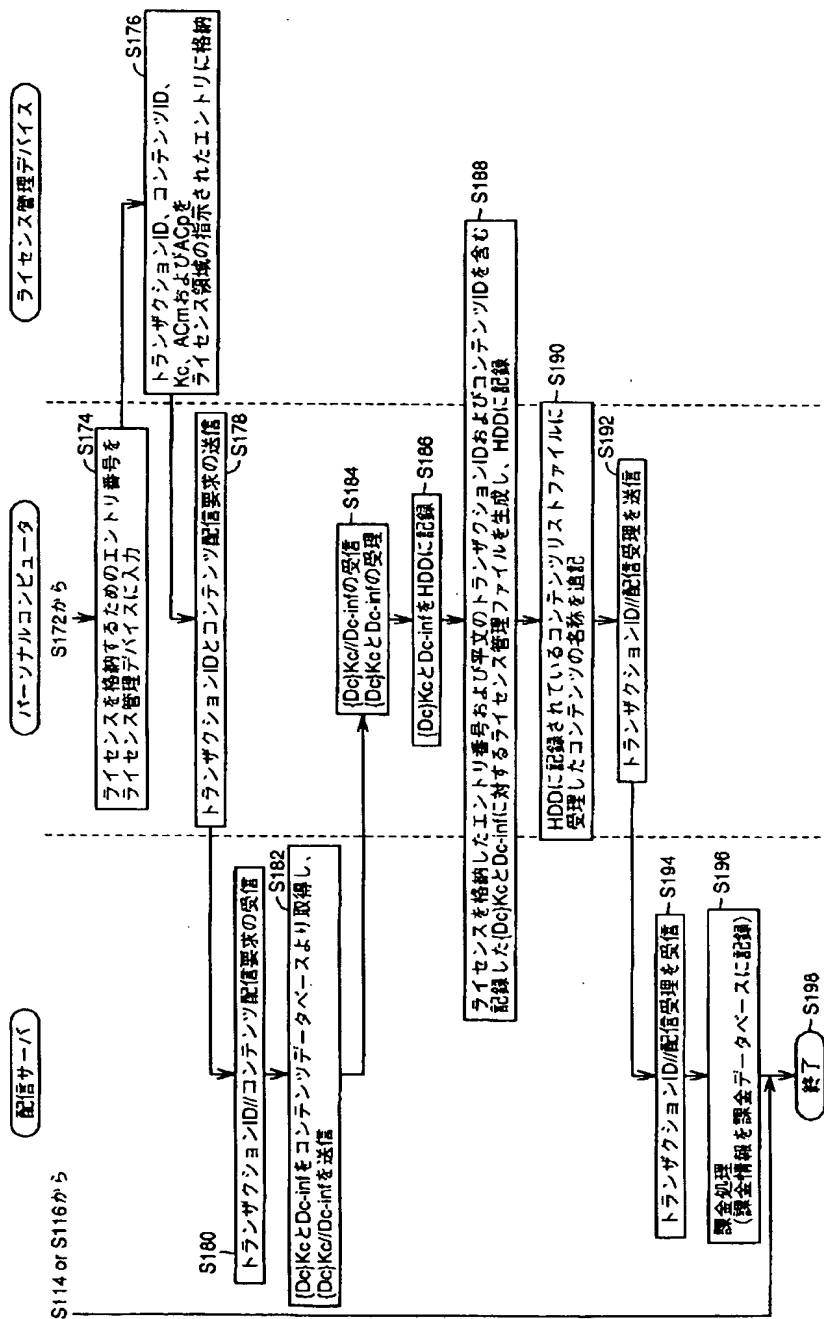 配信サーバ
パーソナルコンピュータ
ライセンス管理デバイス
S114 or S116から
S172から
S174
ライセンスを格納するためのエントリ番号を
ライセンス管理デバイスに入力
S176
トランザクションID、コンテンツID、
Kc、ACmおよびACpを
ライセンス領域の指示されたエントリに格納
S178
トランザクションIDとコンテンツ配信要求の送信
S180
トランザクションID//コンテンツ配信要求の受信
S182
{Dc}KcとDc-infをコンテンツデータベースより取得し、
{Dc}Kc//Dc-infを送信
S184
{Dc}Kc//Dc-infの受信
{Dc}KcとDc-infの受理
S186
{Dc}KcとDc-infをHDDに記録
S188
ライセンスを格納したエントリ番号および平文のトランザクションIDおよびコンテンツIDを含む
記録した{Dc}KcとDc-infに対するライセンス管理ファイルを生成し、HDDに記録
S190
HDDに記録されているコンテンツリストファイルに
受理したコンテンツの名称を追記
S192
トランザクションID//配信受理を送信
S194
トランザクションID//配信受理を受信
S196
課金処理
(課金情報を課金データベースに記録)
S198
終了